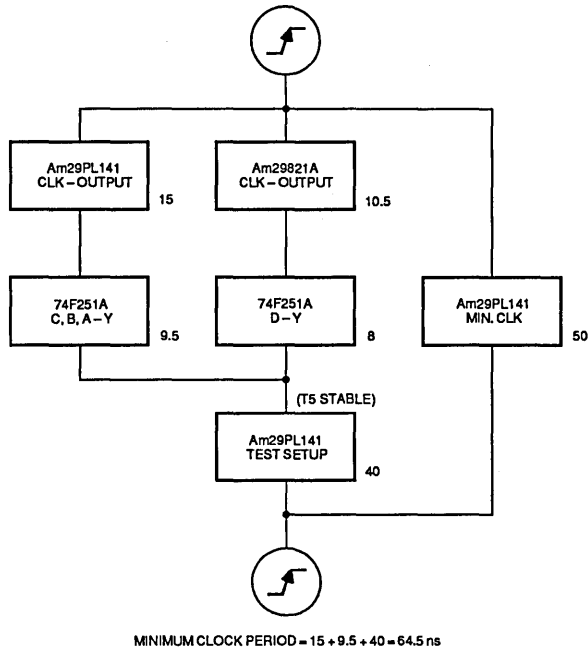 Am29PL141
CLK-OUTPUT
15
Am29821A
CLK-OUTPUT
10.5
74F251A
C, B, A-Y
9.5
74F251A
D-Y
8
Am29PL141
MIN. CLK
50
(T5 STABLE)
Am29PL141
TEST SETUP
40
MINIMUM CLOCK PERIOD = 15 + 9.5 + 40 = 64.5 ns